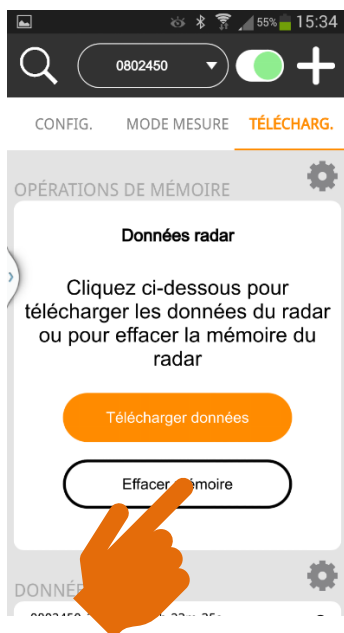 55% 15:34
0802450
CONFIG. MODE MESURE TÉLÉCHARG.
OPÉRATIONS DE MÉMOIRE
Données radar
Cliquez ci-dessous pour
télécharger les données du radar
ou pour effacer la mémoire du
radar
Télécharger données
Effacer mémoire